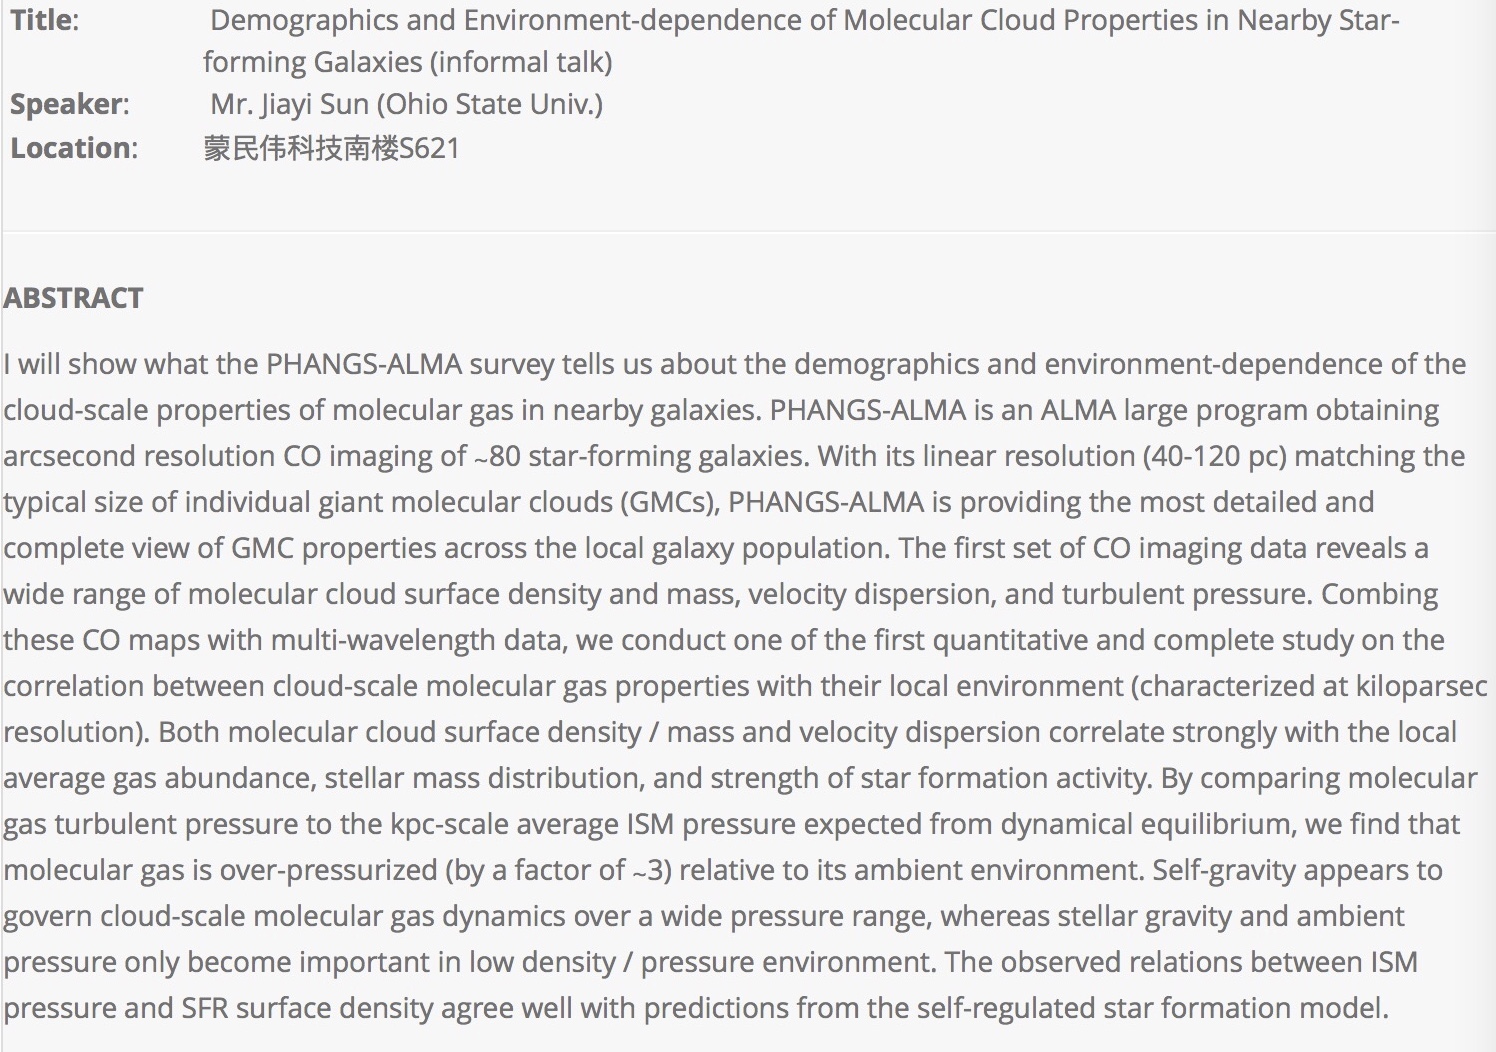 Title: Demographics and Environment-dependence of Molecular Cloud Properties in Nearby Star-
forming Galaxies (informal talk)
Speaker: Mr. Jiayi Sun (Ohio State Univ.)
Location: 蒙民伟科技南楼S621
ABSTRACT
I will show what the PHANGS-ALMA survey tells us about the demographics and environment-dependence of the
cloud-scale properties of molecular gas in nearby galaxies. PHANGS-ALMA is an ALMA large program obtaining
arcsecond resolution CO imaging of ~80 star-forming galaxies. With its linear resolution (40-120 pc) matching the
typical size of individual giant molecular clouds (GMCs), PHANGS-ALMA is providing the most detailed and
complete view of GMC properties across the local galaxy population. The first set of CO imaging data reveals a
wide range of molecular cloud surface density and mass, velocity dispersion, and turbulent pressure. Combing
these CO maps with multi-wavelength data, we conduct one of the first quantitative and complete study on the
correlation between cloud-scale molecular gas properties with their local environment (characterized at kiloparsec
resolution). Both molecular cloud surface density / mass and velocity dispersion correlate strongly with the local
average gas abundance, stellar mass distribution, and strength of star formation activity. By comparing molecular
gas turbulent pressure to the kpc-scale average ISM pressure expected from dynamical equilibrium, we find that
molecular gas is over-pressurized (by a factor of ~3) relative to its ambient environment. Self-gravity appears to
govern cloud-scale molecular gas dynamics over a wide pressure range, whereas stellar gravity and ambient
pressure only become important in low density / pressure environment. The observed relations between ISM
pressure and SFR surface density agree well with predictions from the self-regulated star formation model.